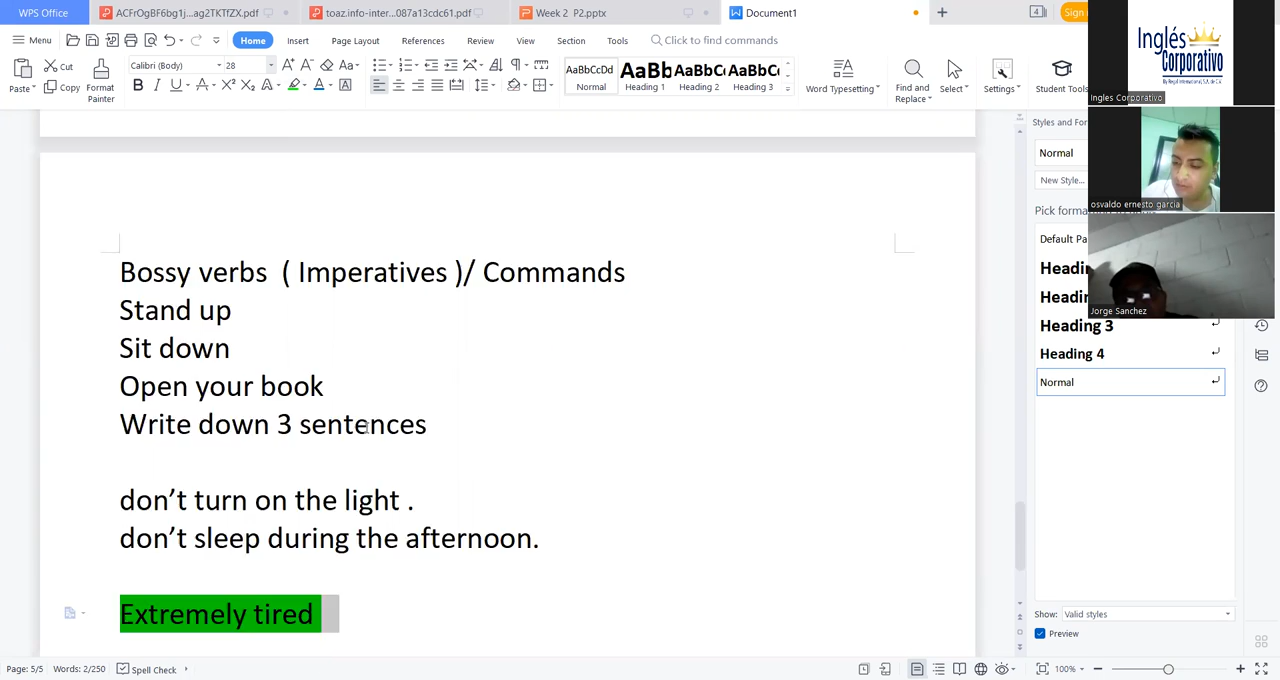 WPS Office
ACFrOgBF6bg1j...ag2TKTfZX.pdf
toaz.info-inter...087a13cdc61.pdf
Week 2 P2.pptx
Document1
4
Sign
Menu
Home
Insert
Page Layout
References
Review
View
Section
Tools
Click to find commands
Paste
Cut
Copy
Format
Painter
Calibri (Body)
28
AaBbCcDd
Normal
AaBb
Heading 1
AaBbC
Heading 2
AaBbC
Heading 3
Word Typesetting
Find and
Replace
Select
Settings
Student Tools
Inglés
Corporativo
Ingles Corporativo
osvaldo ernesto garcia
Jorge Sanchez
Bossy verbs ( Imperatives )/ Commands
Stand up
Sit down
Open your book
Write down 3 sentences
don’t turn on the light .
don’t sleep during the afternoon.
Extremely tired
Styles and For
Normal
New Style...
Pick forma
Default Pa
Headin
Headin
Heading 3
Heading 4
Normal
Show:
Valid styles
Preview
Page: 5/5
Words: 2/250
Spell Check
100%